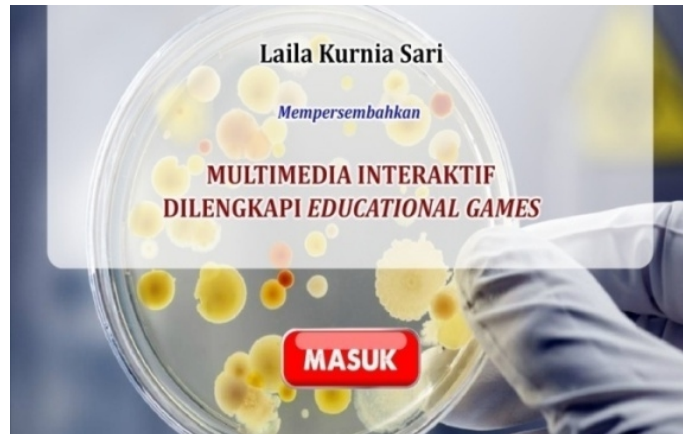 Laila Kurnia Sari
Mempersembahkan
MULTIMEDIA INTERAKTIF
DILENGKAPI EDUCATIONAL GAMES
MASUK